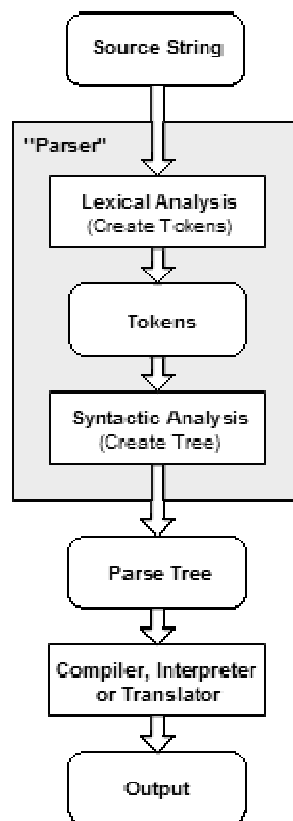 Source String
"Parser"
Lexical Analysis
(Create Tokens)
Tokens
Syntactic Analysis
(Create Tree)
Parse Tree
Compiler, Interpreter
or Translator
Output